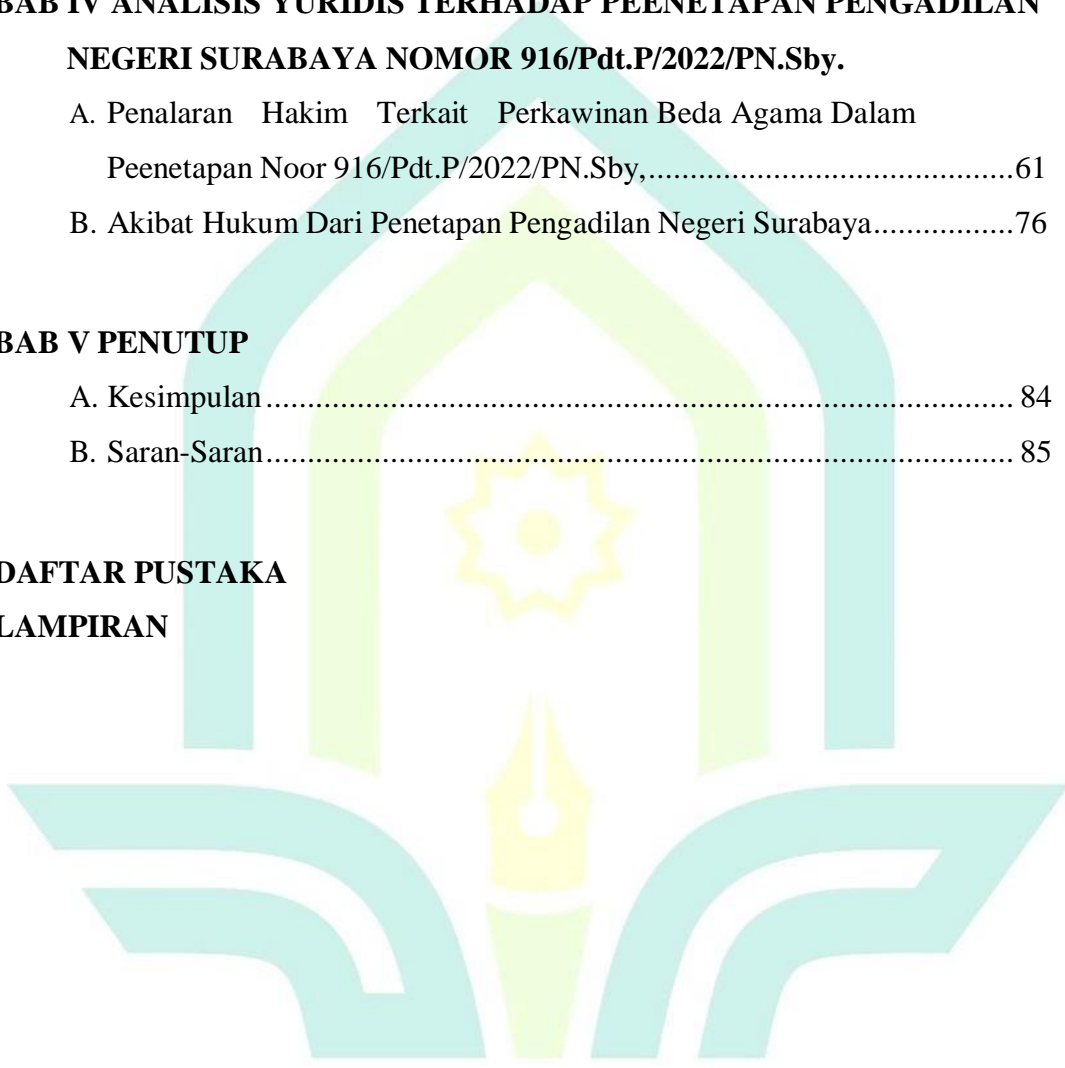 BAB IV ANALISIS YURIDIS TERHADAP PEENETAPAN PENGADILAN
NEGERI SURABAYA NOMOR 916/Pdt.P/2022/PN.Sby.
A. Penalaran Hakim Terkait Perkawinan Beda Agama Dalam
Peenetapan Noor 916/Pdt.P/2022/PN.Sby,.......................................61
B. Akibat Hukum Dari Penetapan Pengadilan Negeri Surabaya.................76
BAB V PENUTUP
A. Kesimpulan................................................................................ 84
B. Saran-Saran................................................................................ 85
DAFTAR PUSTAKA
LAMPIRAN